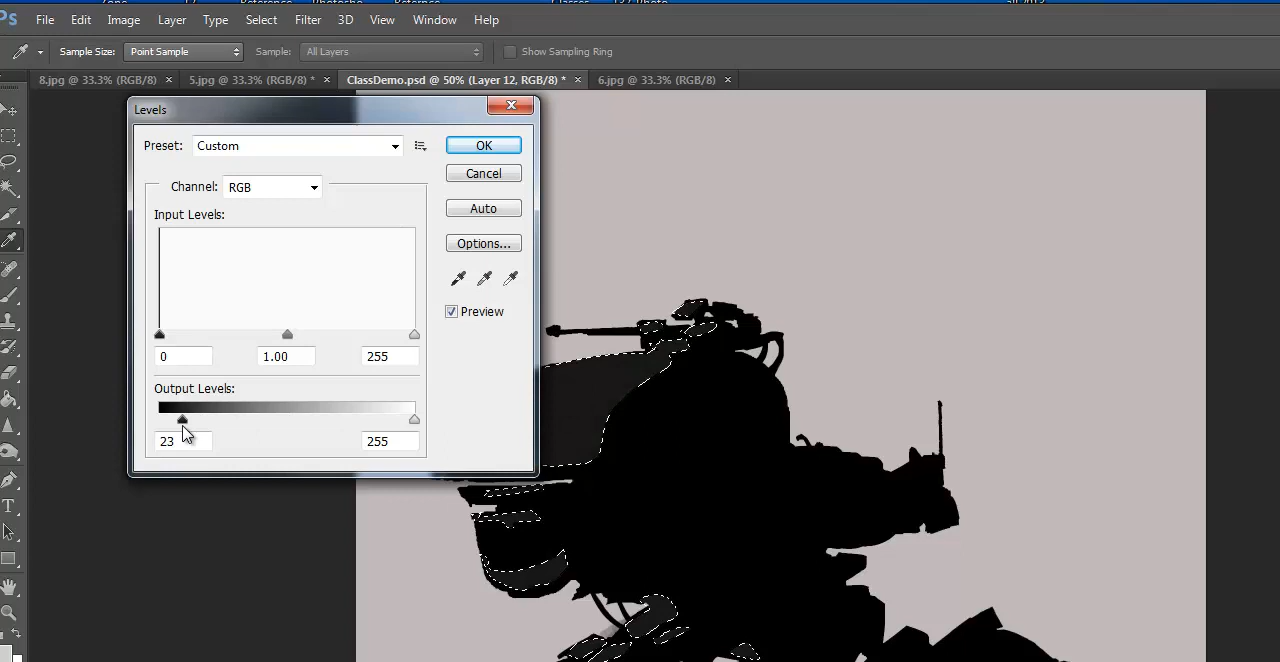 Ps File Edit Image Layer Type Select Filter 3D View Window Help
Sample Size: Point Sample Sample: All Layers Show Sampling Ring
8.jpg @ 33.3% (RGB/8) × 5.jpg @ 33.3% (RGB/8) * × ClassDemo.psd @ 50% (Layer 12, RGB/8) * × 6.jpg @ 33.3% (RGB/8) ×
Levels
Preset: Custom
OK
Channel: RGB
Cancel
Input Levels:
Auto
Options...
Preview
0 1.00 255
Output Levels:
23 255